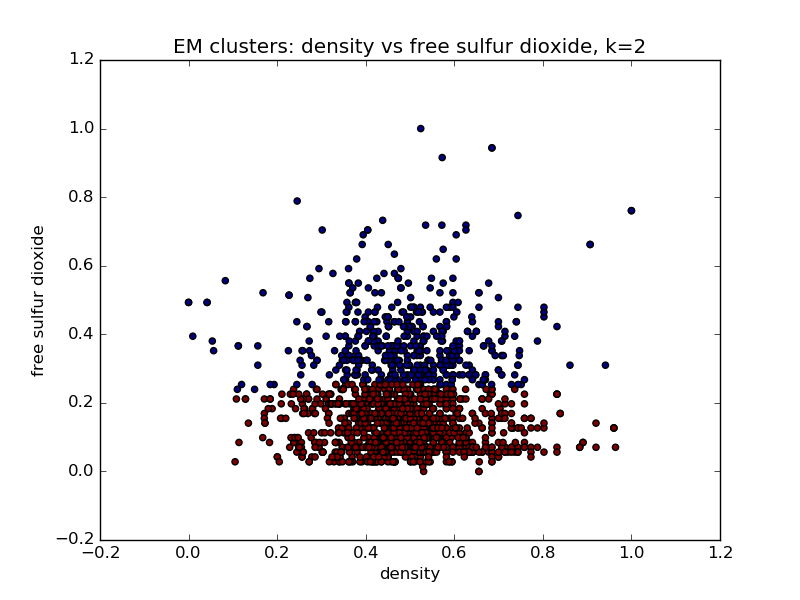 EM clusters: density vs free sulfur dioxide, k=2
1.2
1.0
0.8
0.6
0.4
0.2
0.0
−0.2
free sulfur dioxide
−0.2 0.0 0.2 0.4 0.6 0.8 1.0 1.2
density